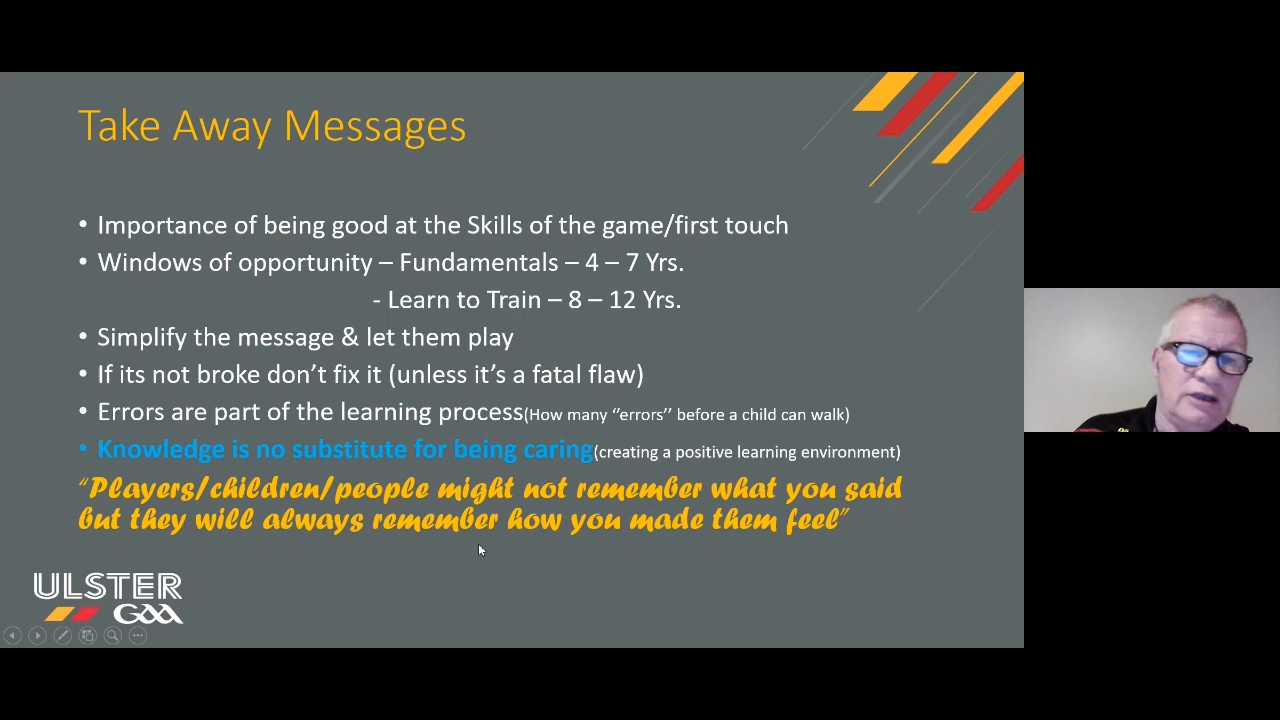 Take Away Messages
• Importance of being good at the Skills of the game/first touch
• Windows of opportunity – Fundamentals – 4 – 7 Yrs.
- Learn to Train – 8 – 12 Yrs.
• Simplify the message & let them play
• If its not broke don't fix it (unless it's a fatal flaw)
• Errors are part of the learning process(How many ‘’errors’’ before a child can walk)
• Knowledge is no substitute for being caring(creating a positive learning environment)
“Players/children/people might not remember what you said
but they will always remember how you made them feel”
ULSTER
GAA